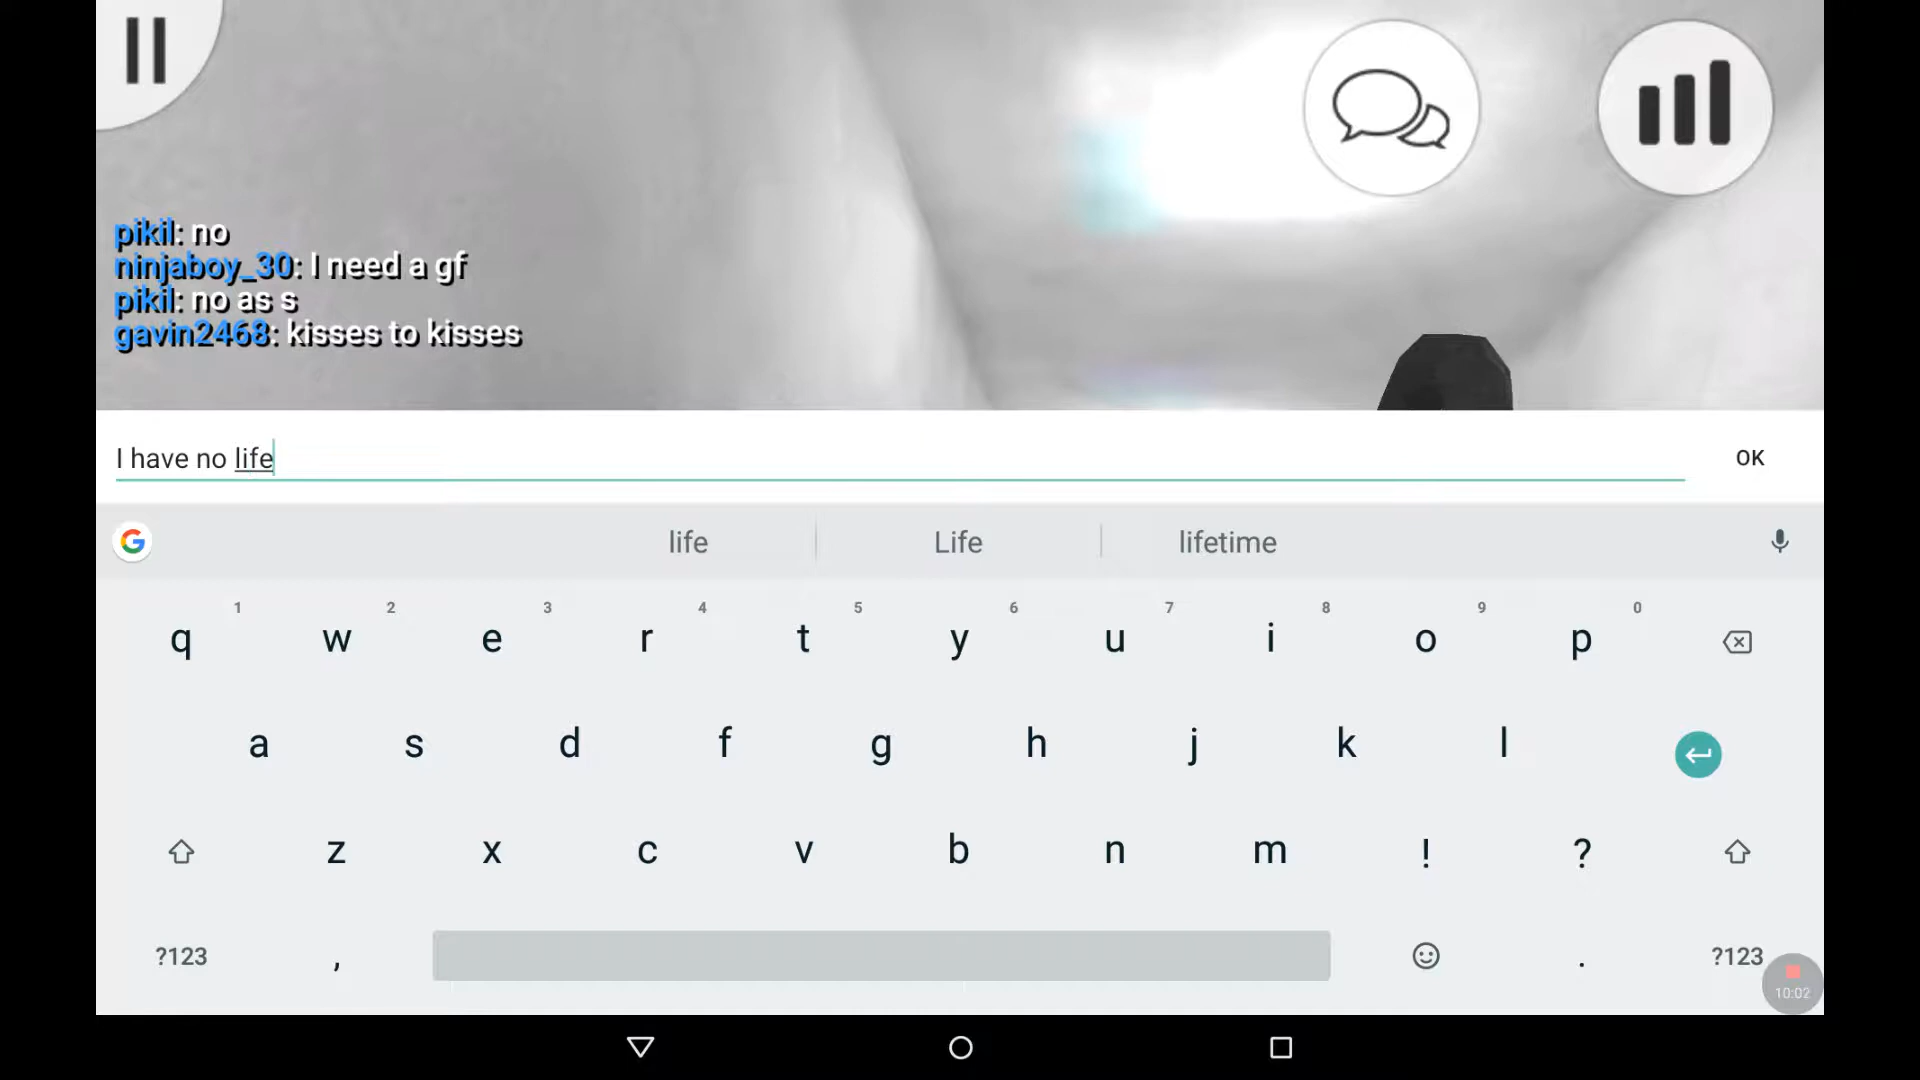 pikil: no
ninjaboy_30: I need a gf
pikil: no as s
gavin2468: kisses to kisses
I have no life
OK
life Life lifetime
1 2 3 4 5 6 7 8 9 0
q w e r t y u i o p
a s d f g h j k l
z x c v b n m ! ?
?123 , . ?123
10:02